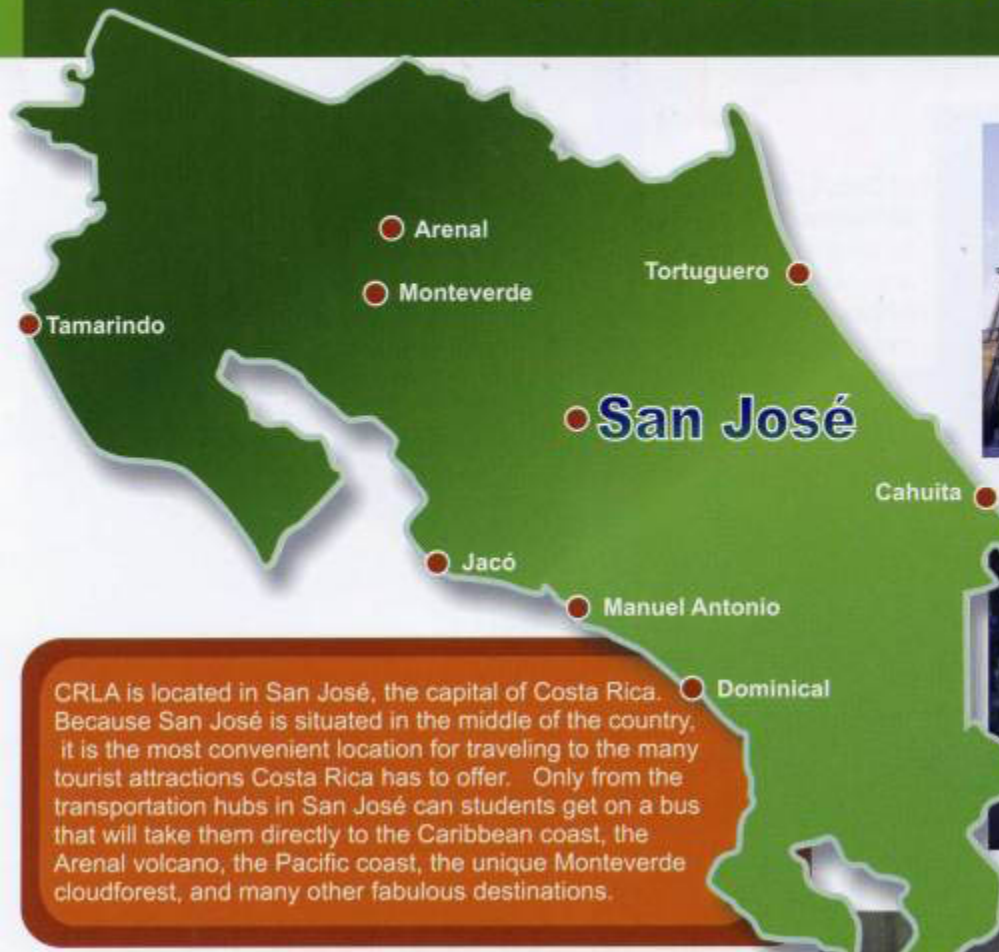 Arenal
Tortuguero
Monteverde
Tamarindo
San José
Cahuita
Jacó
Manuel Antonio
Dominical
CRLA is located in San José, the capital of Costa Rica.
Because San José is situated in the middle of the country,
it is the most convenient location for traveling to the many
tourist attractions Costa Rica has to offer. Only from the
transportation hubs in San José can students get on a bus
that will take them directly to the Caribbean coast, the
Arenal volcano, the Pacific coast, the unique Monteverde
cloudforest, and many other fabulous destinations.